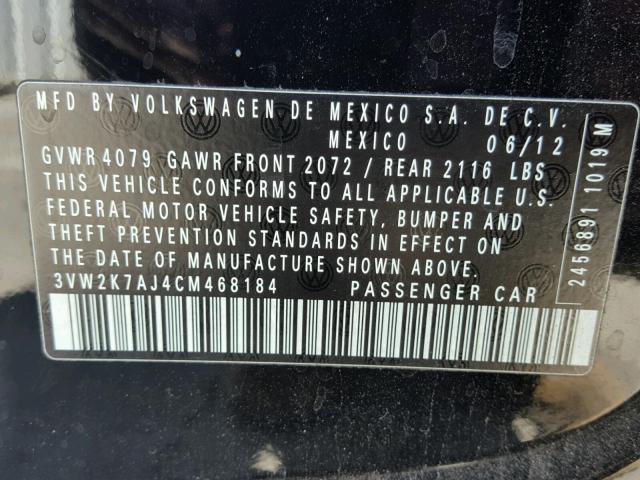 MFD BY VOLKSWAGEN DE MEXICO S.A. DE C.V.
MEXICO 06/12
GVWR 4079 GAWR FRONT 2072 / REAR 2116 LBS
THIS VEHICLE CONFORMS TO ALL APPLICABLE U.S.
FEDERAL MOTOR VEHICLE SAFETY, BUMPER AND
THEFT PREVENTION STANDARDS IN EFFECT ON
THE DATE OF MANUFACTURE SHOWN ABOVE.
3VW2K7AJ4CM468184 PASSENGER CAR
2456891 1019 M